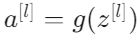 a^{[l]} = g(z^{[l]})